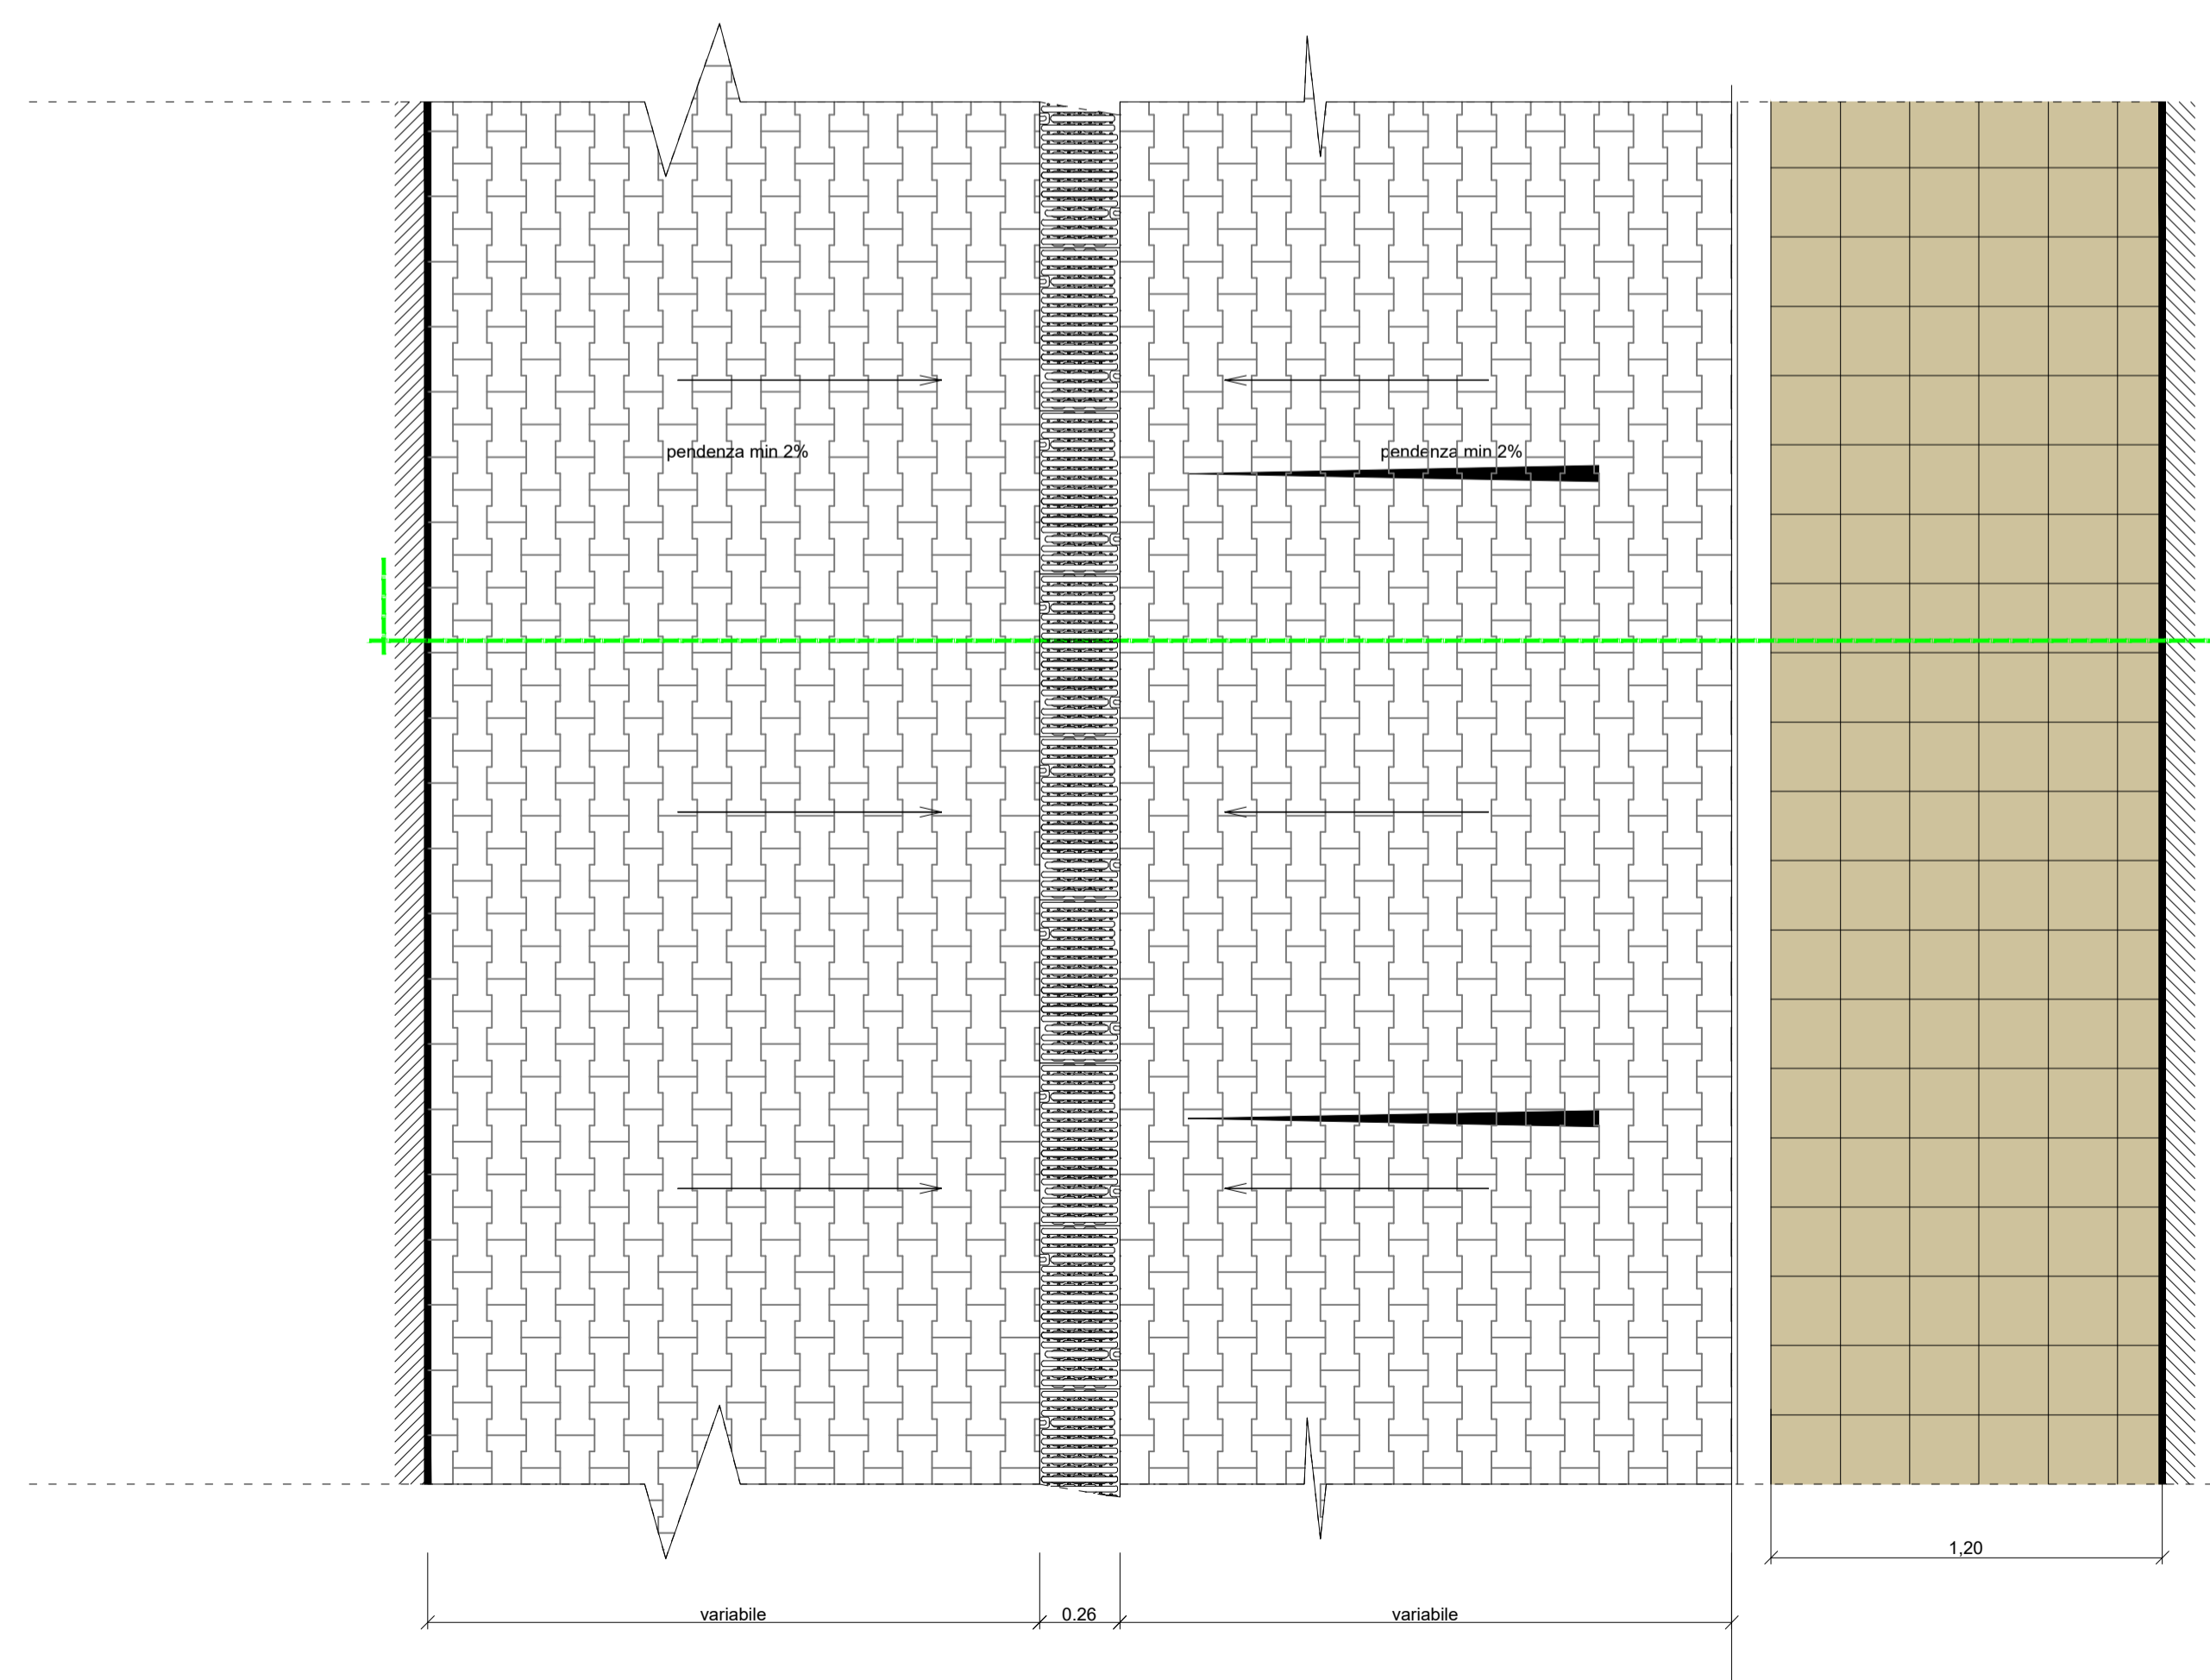 pendenza min 2%
pendenza min 2%
1,20
variabile
0.26
variabile